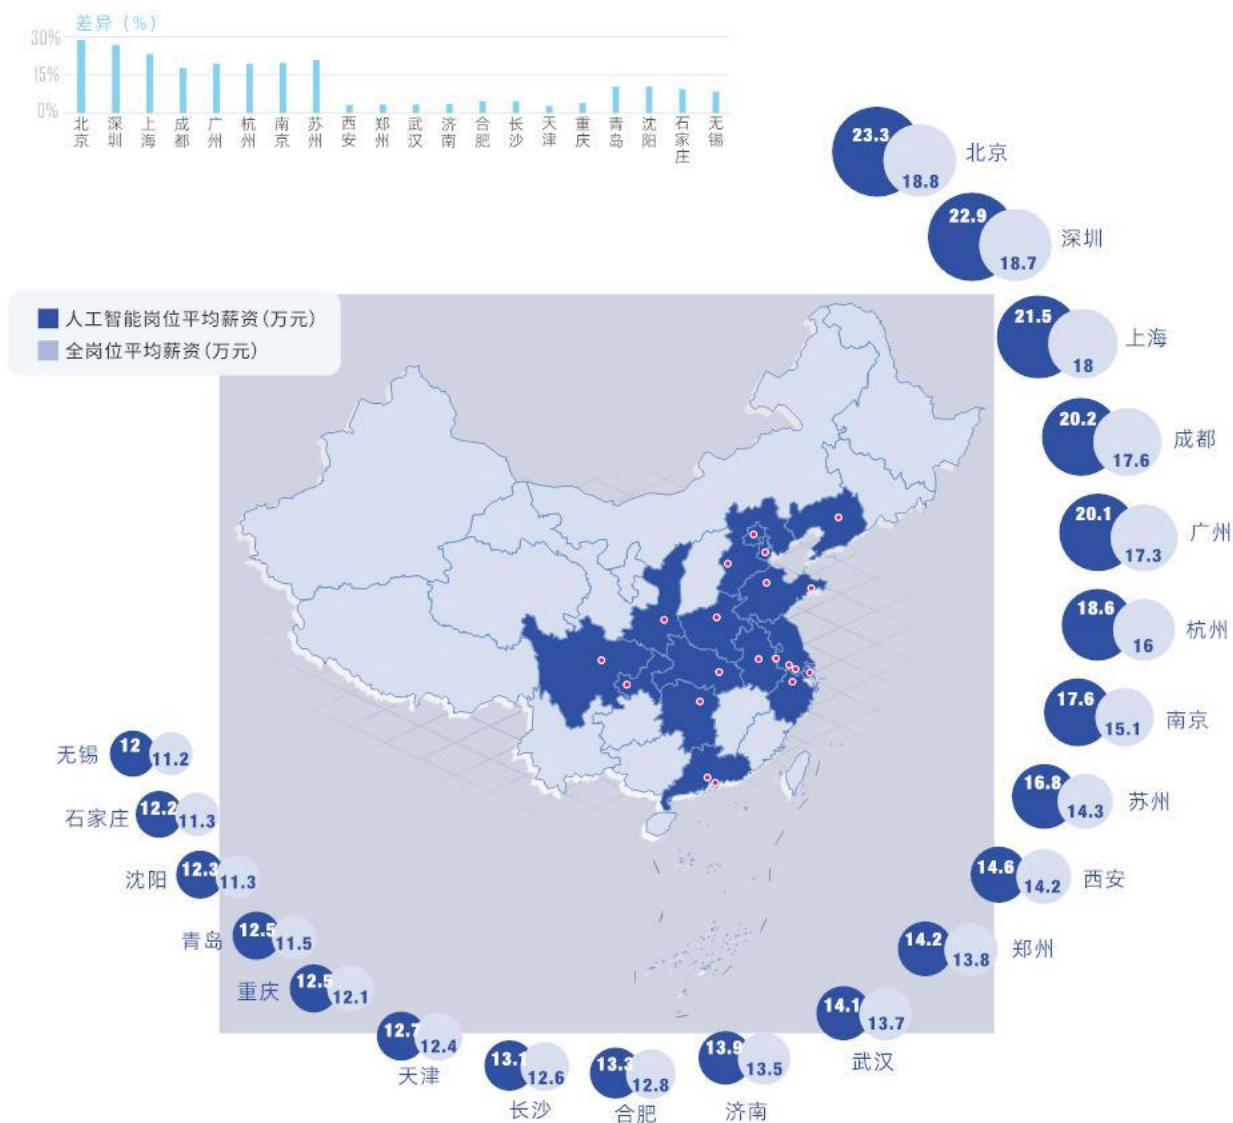 差异（%）
30%
15%
0%
北京
深圳
上海
成都
广州
杭州
南京
苏州
西安
郑州
武汉
济南
合肥
长沙
天津
重庆
青岛
沈阳
石家庄
无锡
人工智能岗位平均薪资(万元)
全岗位平均薪资(万元)
23.3
18.8
北京
22.9
18.7
深圳
21.5
18
上海
20.2
17.6
成都
20.1
17.3
广州
18.6
16
杭州
17.6
15.1
南京
16.8
14.3
苏州
14.6
14.2
西安
14.2
13.8
郑州
14.1
13.7
武汉
13.9
13.5
济南
13.3
12.8
合肥
13.1
12.6
长沙
12.7
12.4
天津
重庆
12.5
12.1
青岛
12.5
11.5
沈阳
12.3
11.3
石家庄
12.2
11.3
无锡
12
11.2